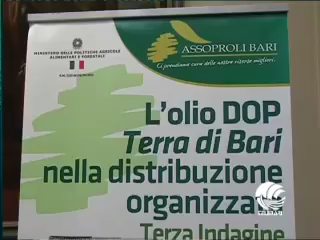 MINISTERO DELLE POLITICHE AGRICOLE
ALIMENTARI E FORESTALI
ASSOPROLI BARI
Ci prendiamo cura delle nostre risorse migliori.
L'olio DOP
Terra di Bari
nella distribuzione
organizza
Terza Indagine